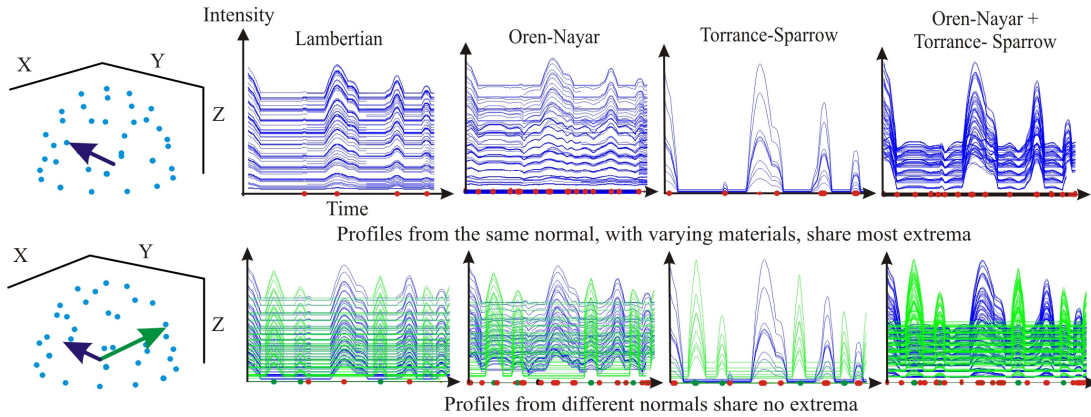 Intensity
Lambertian
Oren-Nayar
Torrance-Sparrow
Oren-Nayar +
Torrance- Sparrow
X
Y
Z
Time
Profiles from the same normal, with varying materials, share most extrema
X
Y
Z
Profiles from different normals share no extrema